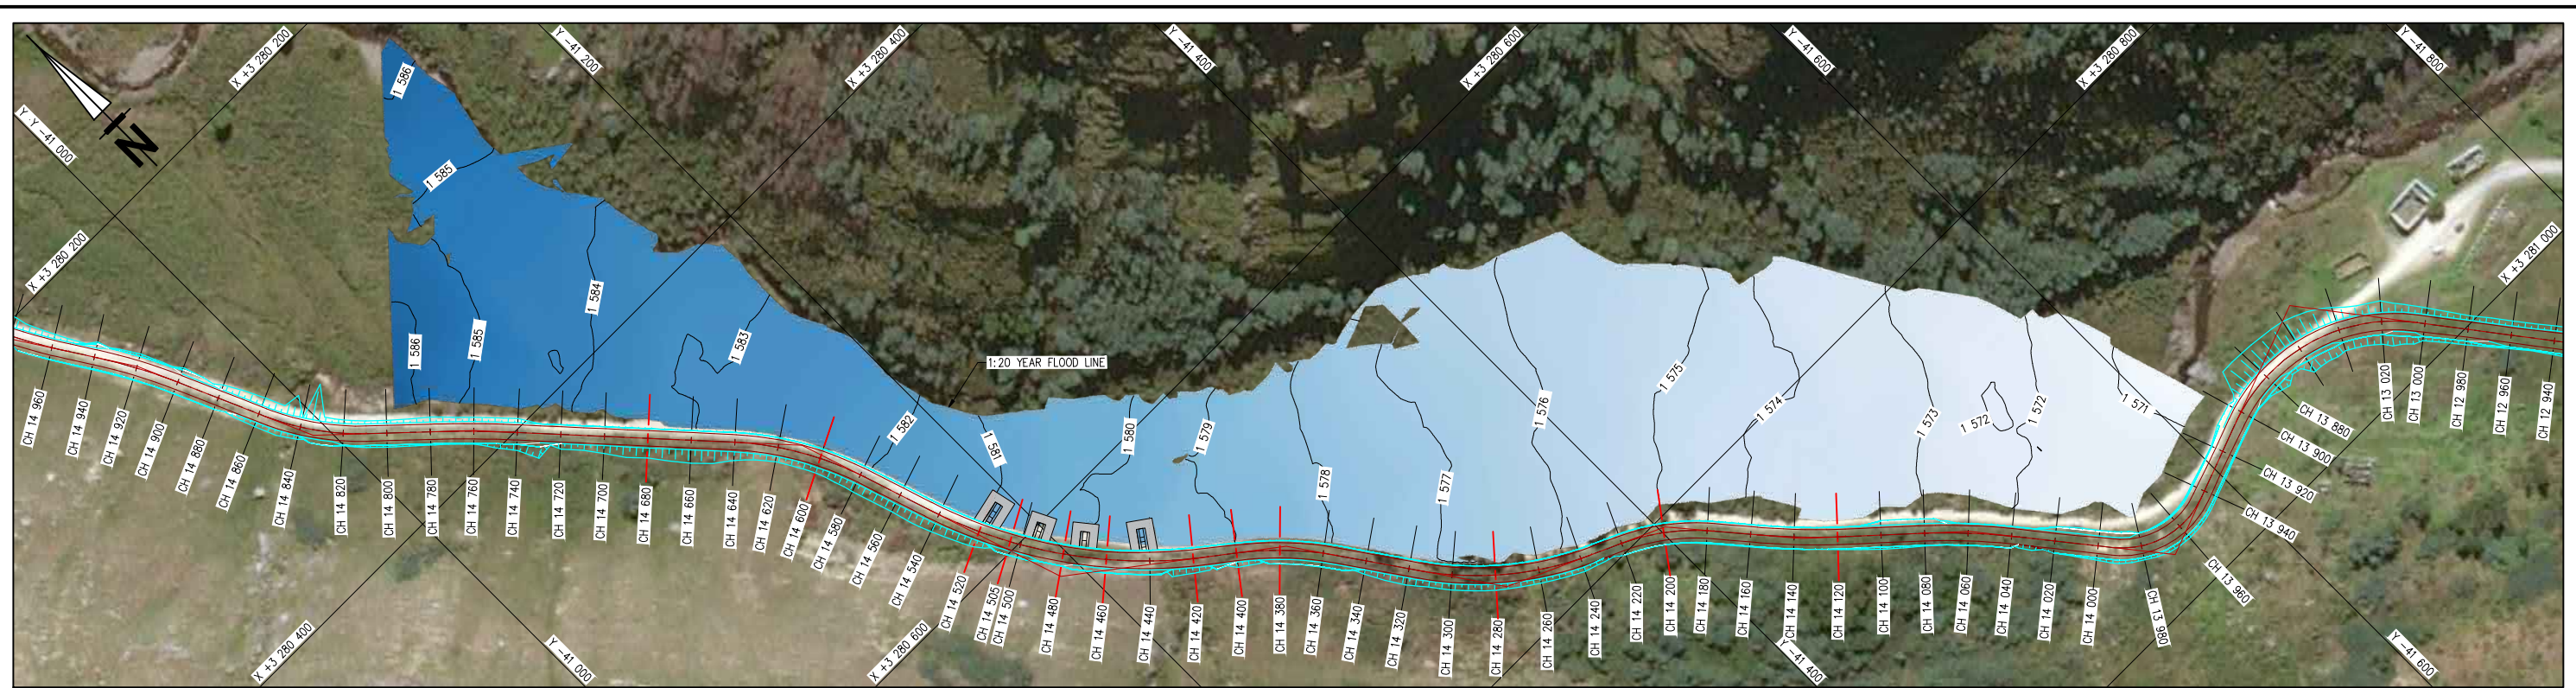 X +3 280 200
Y -41 200
X +3 280 400
Y -41 400
X +3 280 600
Y -41 600
X +3 280 800
Y -41 800
Y Y -41 000
N
X +3 280 200
X +3 281 000
1 586
1 585
1 584
1 583
1 586
1 585
1:20 YEAR FLOOD LINE
1 582
1 581
1 580
1 579
1 578
1 577
1 576
1 575
1 574
1 573
1 572
1 572
1 571
CH 14 960
CH 14 940
CH 14 920
CH 14 900
CH 14 880
CH 14 860
CH 14 840
CH 14 820
CH 14 800
CH 14 780
CH 14 760
CH 14 740
CH 14 720
CH 14 700
CH 14 680
CH 14 660
CH 14 640
CH 14 620
CH 14 600
CH 14 580
CH 14 560
CH 14 540
CH 14 520
CH 14 505
CH 14 500
CH 14 480
CH 14 460
CH 14 440
CH 14 420
CH 14 400
CH 14 380
CH 14 360
CH 14 340
CH 14 320
CH 14 300
CH 14 280
CH 14 260
CH 14 240
CH 14 220
CH 14 200
CH 14 180
CH 14 160
CH 14 140
CH 14 120
CH 14 100
CH 14 080
CH 14 060
CH 14 040
CH 14 020
CH 14 000
CH 13 980
CH 13 960
CH 13 940
CH 13 920
CH 13 900
CH 13 880
CH 13 020
CH 13 000
CH 12 980
CH 12 960
CH 12 940
X +3 280 400
Y -41 000
X +3 280 600
Y -41 400
Y -41 600